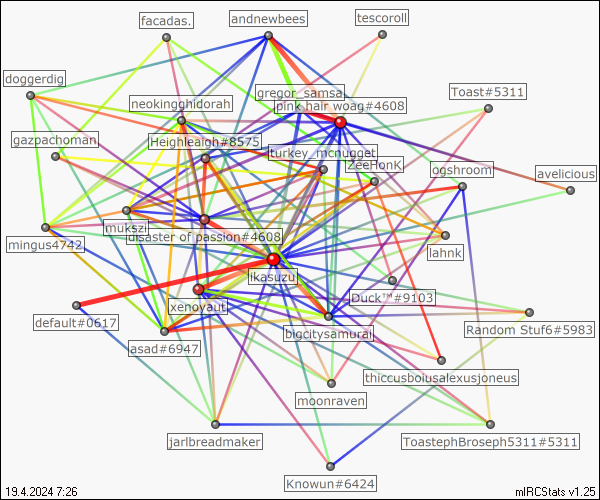 facadas.
andnewbees
tescoroll
doggerdig
gregor_samsa
Toast#5311
neokingghidorah
pink hair woag#4608
gazpachoman
Heighleaigh#8575
turkey_mcnugget
ZeeHonK
ogshroom
avelicious
mukszi
mingus4742
disaster of passion#4608
lahnk
ikasuzu
xenoyaut
Duck™#9103
default#0617
bigcitysamurai
Random Stuf6#5983
asad#6947
thiccusboiusalexusjoneus
moonraven
jarlbreadmaker
ToastephBroseph5311#5311
Knowun#6424
19.4.2024 7:26
mIRCStats v1.25